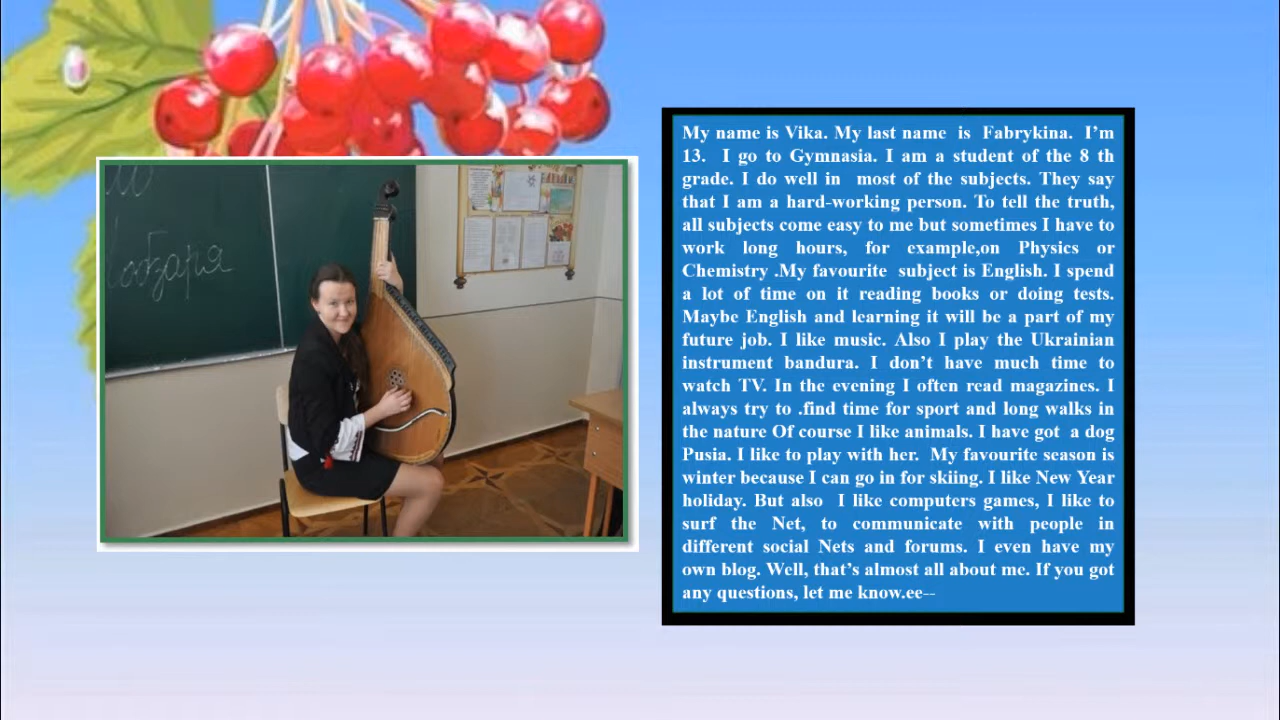 Кобзаря
My name is Vika. My last name is Fabrykina. I’m
13. I go to Gymnasia. I am a student of the 8 th
grade. I do well in most of the subjects. They say
that I am a hard-working person. To tell the truth,
all subjects come easy to me but sometimes I have to
work long hours, for example,on Physics or
Chemistry .My favourite subject is English. I spend
a lot of time on it reading books or doing tests.
Maybe English and learning it will be a part of my
future job. I like music. Also I play the Ukrainian
instrument bandura. I don’t have much time to
watch TV. In the evening I often read magazines. I
always try to .find time for sport and long walks in
the nature Of course I like animals. I have got a dog
Pusia. I like to play with her. My favourite season is
winter because I can go in for skiing. I like New Year
holiday. But also I like computers games, I like to
surf the Net, to communicate with people in
different social Nets and forums. I even have my
own blog. Well, that’s almost all about me. If you got
any questions, let me know.ee--